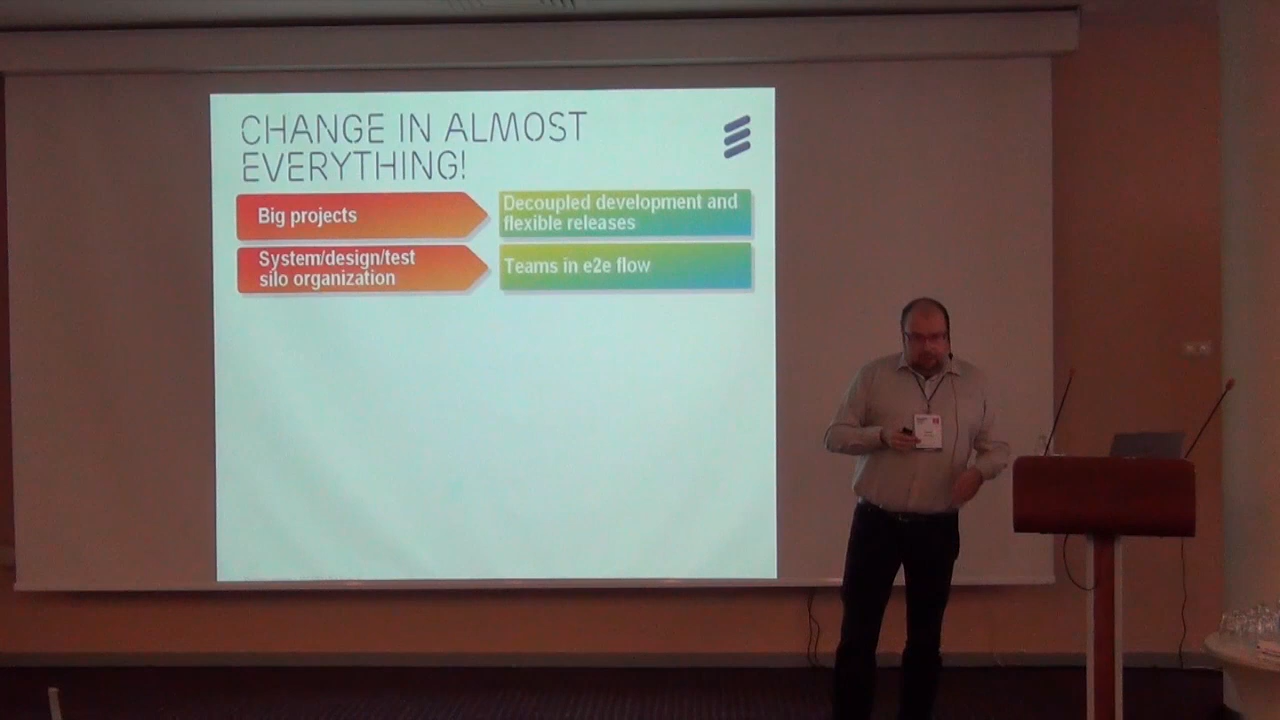 CHANGE IN ALMOST
EVERYTHING!
Big projects
Decoupled development and
flexible releases
System/design/test
silo organization
Teams in e2e flow